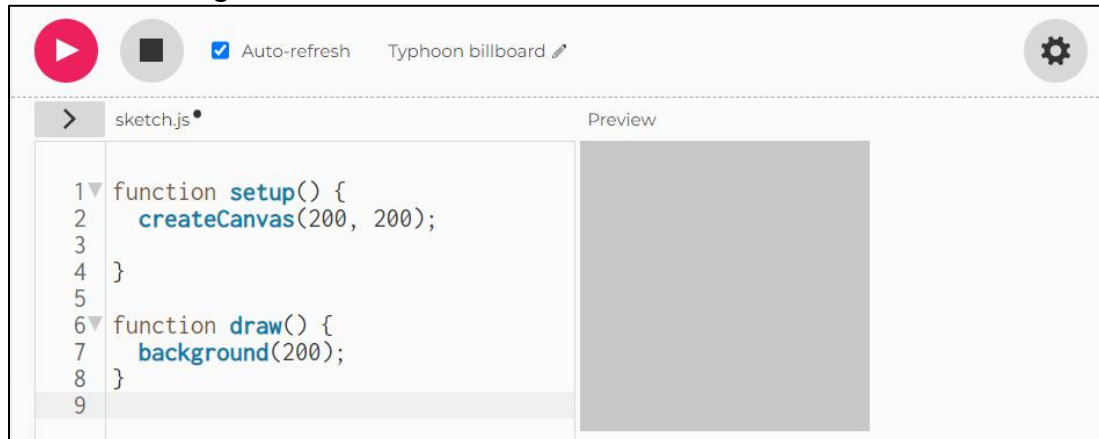 Auto-refresh Typhoon billboard
sketch.js Preview
1 function setup() {
2 createCanvas(200, 200);
3
4 }
5
6 function draw() {
7 background(200);
8 }
9